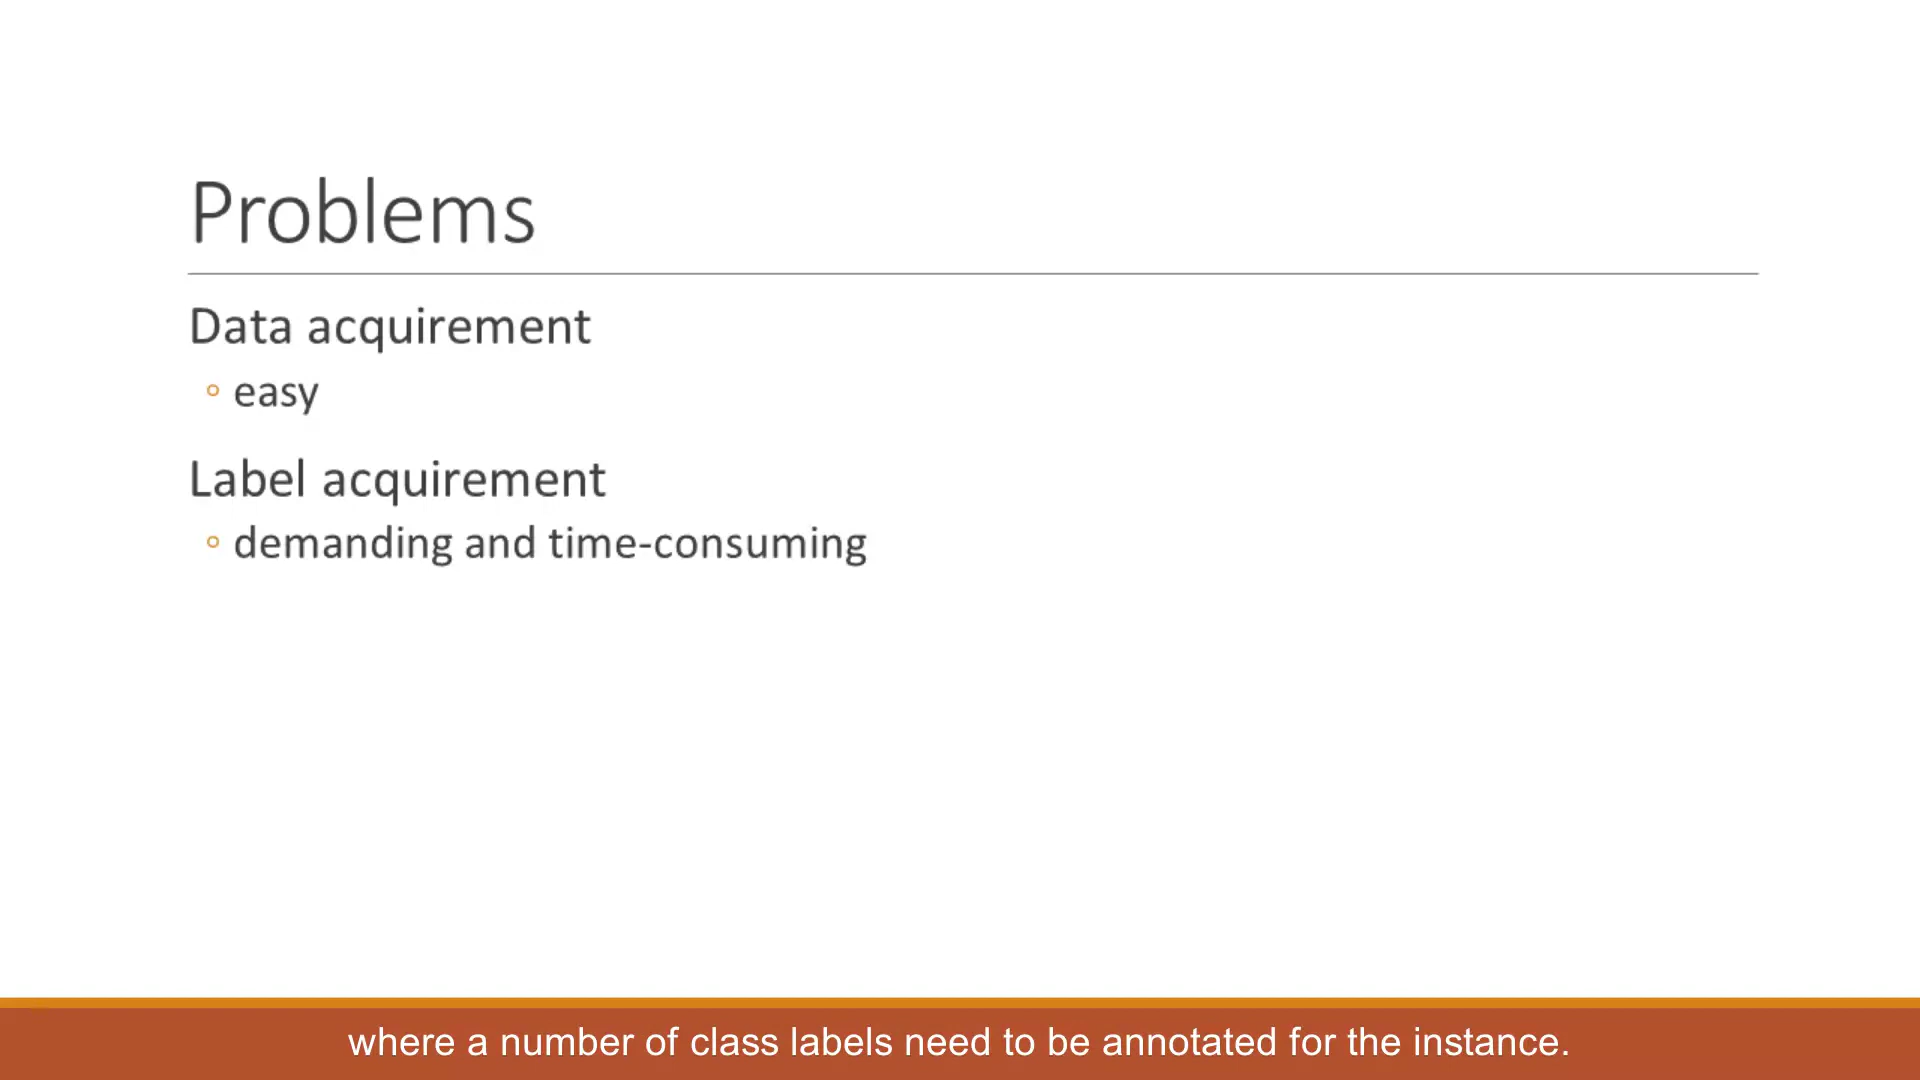 Problems
Data acquirement
◦ easy
Label acquirement
◦ demanding and time-consuming
where a number of class labels need to be annotated for the instance.